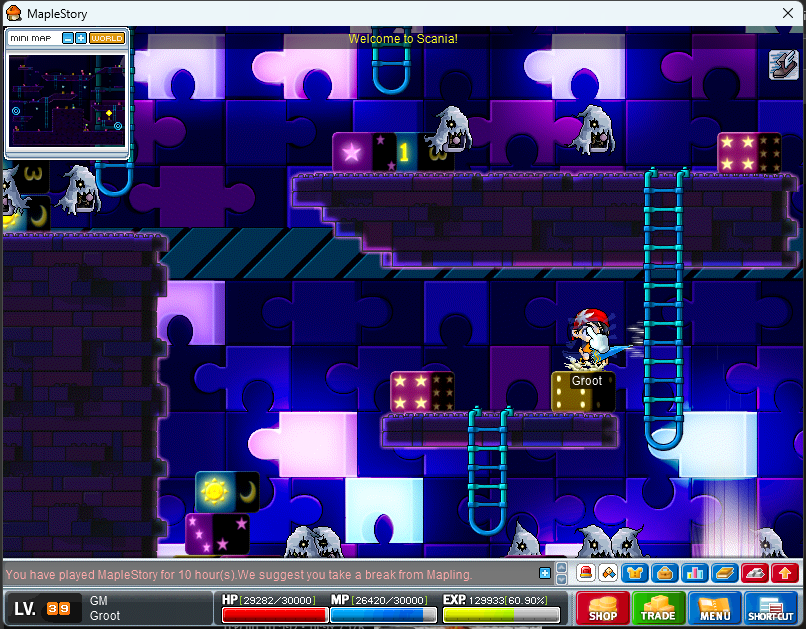 MapleStory
MINI MAP
WORLD
Welcome to Scania!
1
Groot
You have played MapleStory for 10 hour(s).We suggest you take a break from Mapling.
LV. 39
GM
Groot
HP[29282/30000]
MP[26420/30000]
EXP 129933[60.90%]
SHOP
TRADE
MENU
SHORTCUT